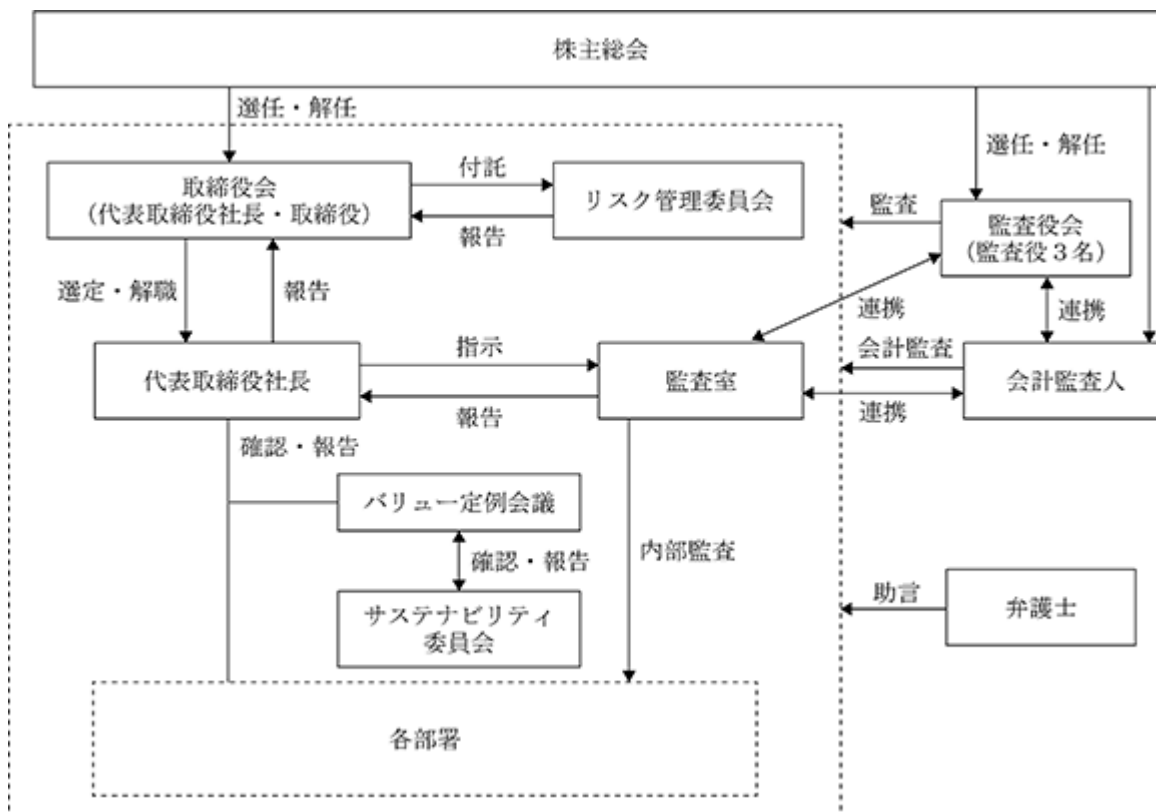 株主総会
選任・解任
選任・解任
取締役会
（代表取締役社長・取締役）
付託
報告
リスク管理委員会
監査
監査役会
（監査役３名）
選定・解職
報告
連携
連携
代表取締役社長
指示
報告
監査室
会計監査
連携
会計監査人
確認・報告
バリュー定例会議
確認・報告
サステナビリティ
委員会
内部監査
助言
弁護士
各部署